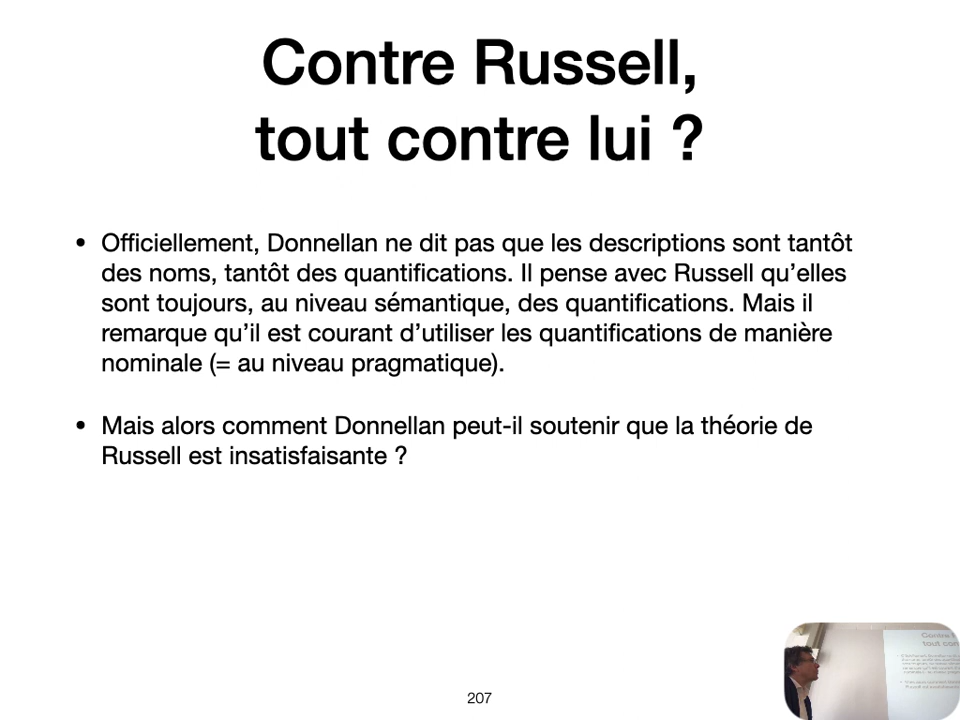 Contre Russell,
tout contre lui ?
• Officiellement, Donnellan ne dit pas que les descriptions sont tantôt
des noms, tantôt des quantifications. Il pense avec Russell qu’elles
sont toujours, au niveau sémantique, des quantifications. Mais il
remarque qu’il est courant d’utiliser les quantifications de manière
nominale (= au niveau pragmatique).
• Mais alors comment Donnellan peut-il soutenir que la théorie de
Russell est insatisfaisante ?
207